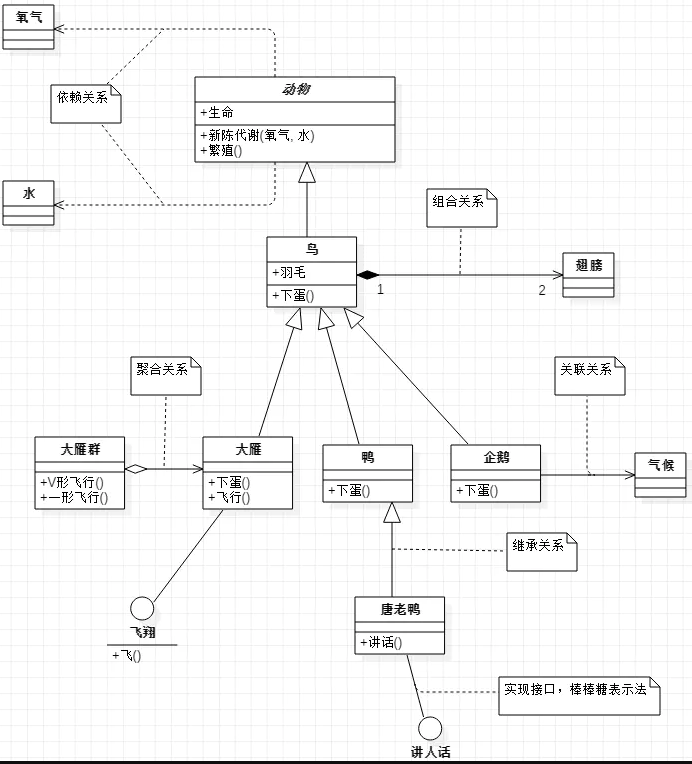 氧气
依赖关系
动物
+生命
+新陈代谢(氧气, 水)
+繁殖()
水
组合关系
鸟
+羽毛
+下蛋()
1
2
翅膀
聚合关系
关联关系
大雁群
+V形飞行()
+一形飞行()
大雁
+下蛋()
+飞行()
鸭
+下蛋()
企鹅
+下蛋()
气候
继承关系
飞翔
+飞()
唐老鸭
+讲话()
实现接口，棒棒糖表示法
讲人话